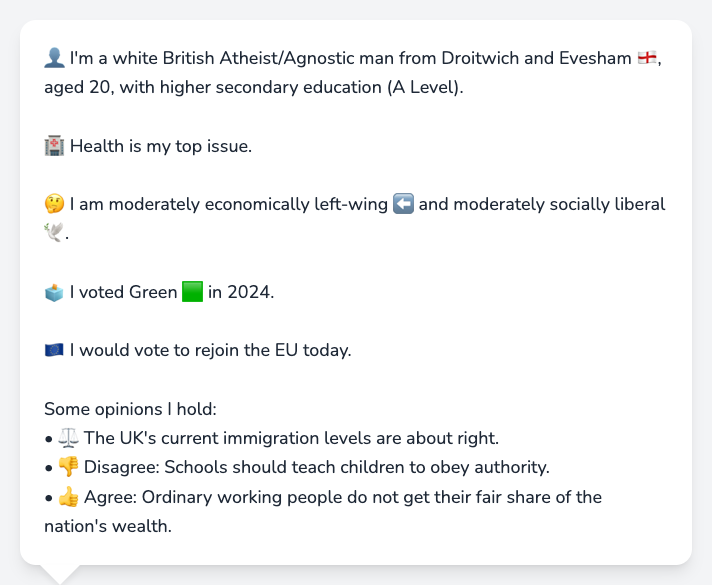 👤 I'm a white British Atheist/Agnostic man from Droitwich and Evesham 🏴󠁧󠁢󠁥󠁮󠁧󠁿,
aged 20, with higher secondary education (A Level).
🏥 Health is my top issue.
🤔 I am moderately economically left-wing ⬅️ and moderately socially liberal
🕊️.
🗳️ I voted Green 🟩 in 2024.
🇪🇺 I would vote to rejoin the EU today.
Some opinions I hold:
• ⚖️ The UK's current immigration levels are about right.
• 👎 Disagree: Schools should teach children to obey authority.
• 👍 Agree: Ordinary working people do not get their fair share of the
nation's wealth.